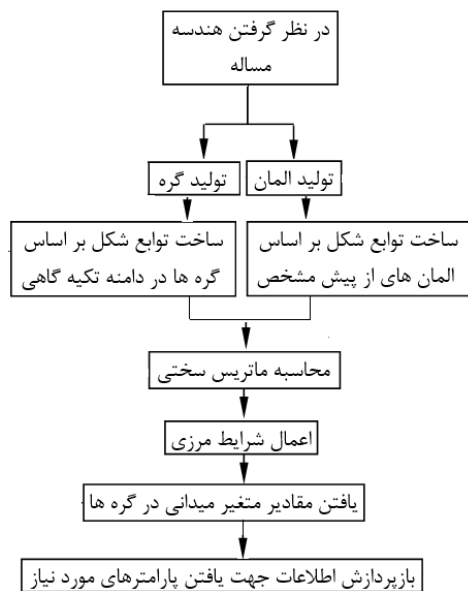 در نظر گرفتن هندسه
مساله
تولید المان
تولید گره
ساخت توابع شکل بر اساس
المان های از پیش مشخص
ساخت توابع شکل بر اساس
گره ها در دامنه تکیه گاهی
محاسبه ماتریس سختی
اعمال شرایط مرزی
یافتن مقادیر متغیر میدانی در گره ها
بازپردازش اطلاعات جهت یافتن پارامترهای مورد نیاز